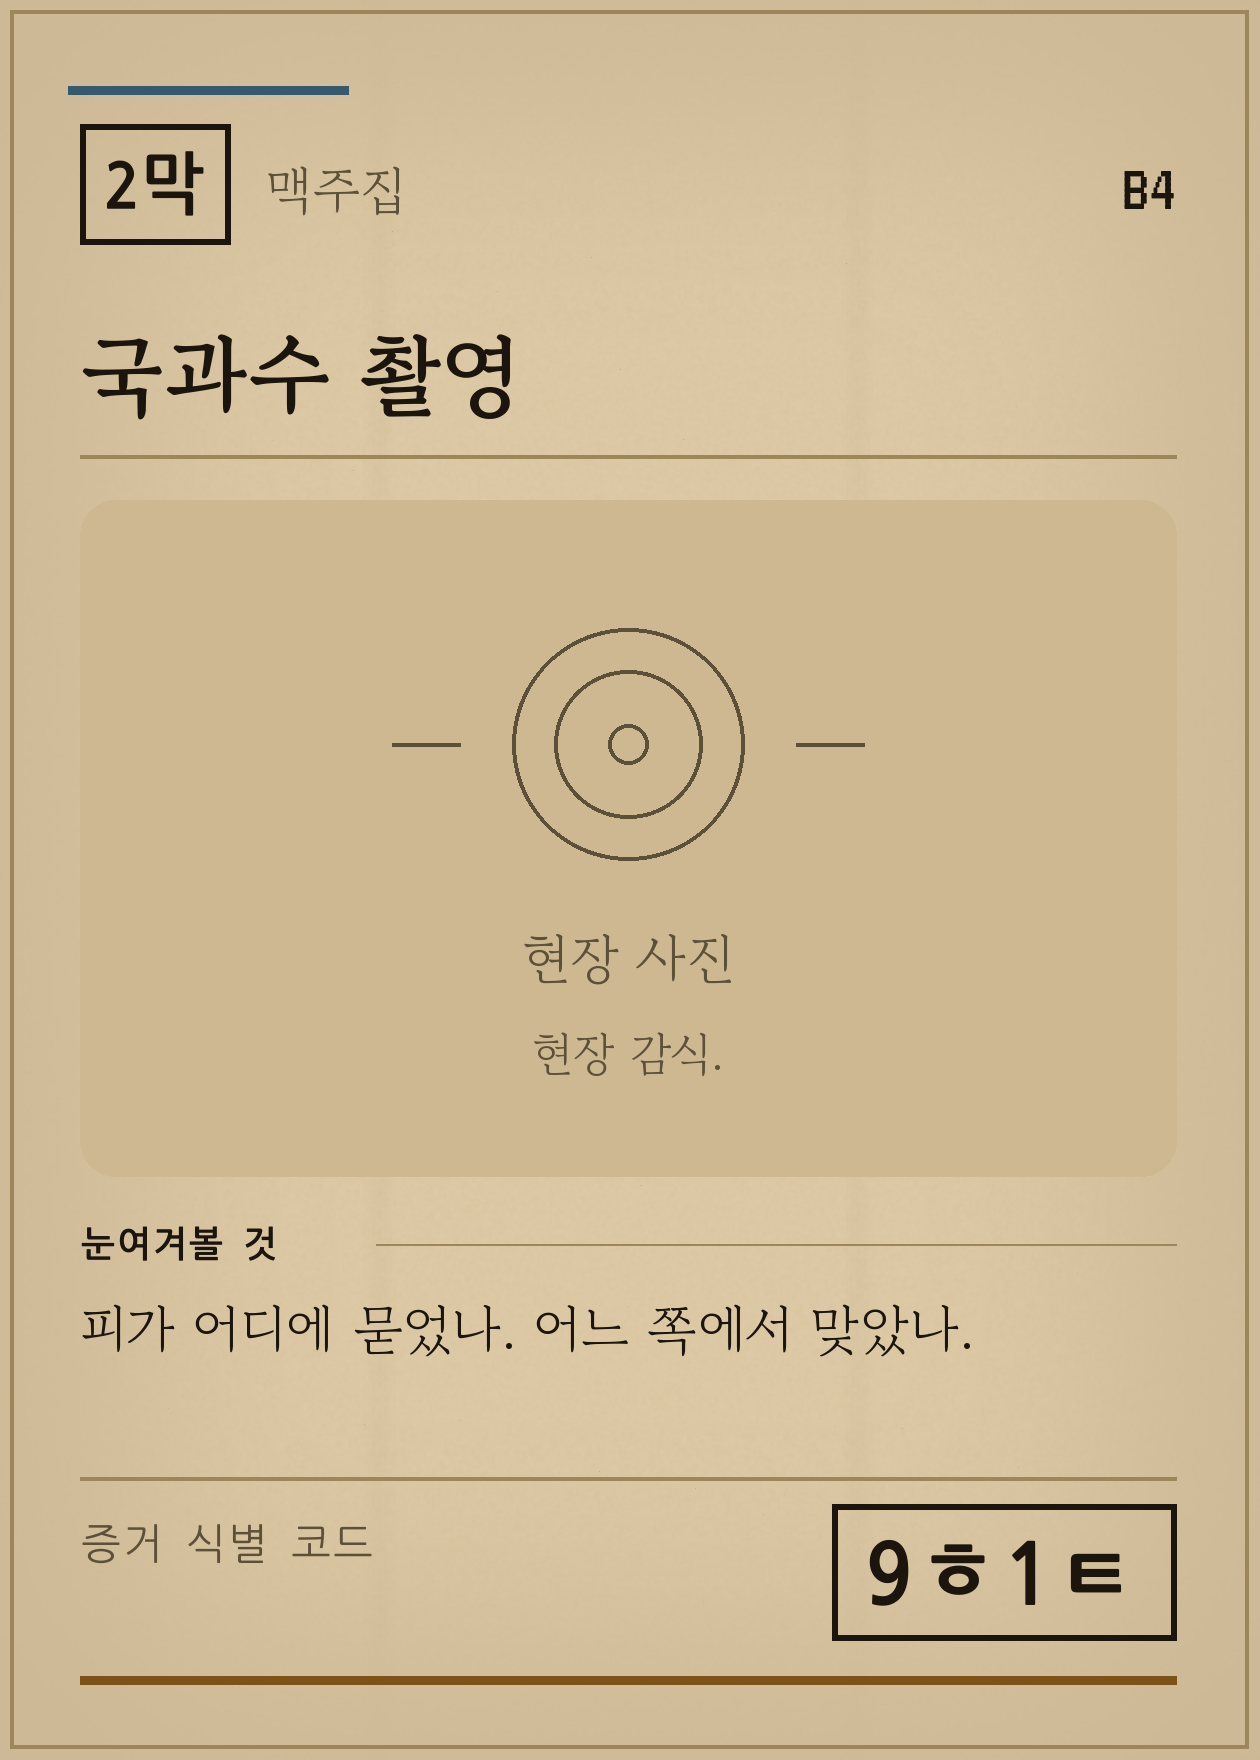 2막 맥주집 B4
국과수 촬영
현장 사진
현장 감식.
눈여겨볼 것
피가 어디에 묻었나. 어느 쪽에서 맞았나.
증거 식별 코드 9ㅎ1ㅌ